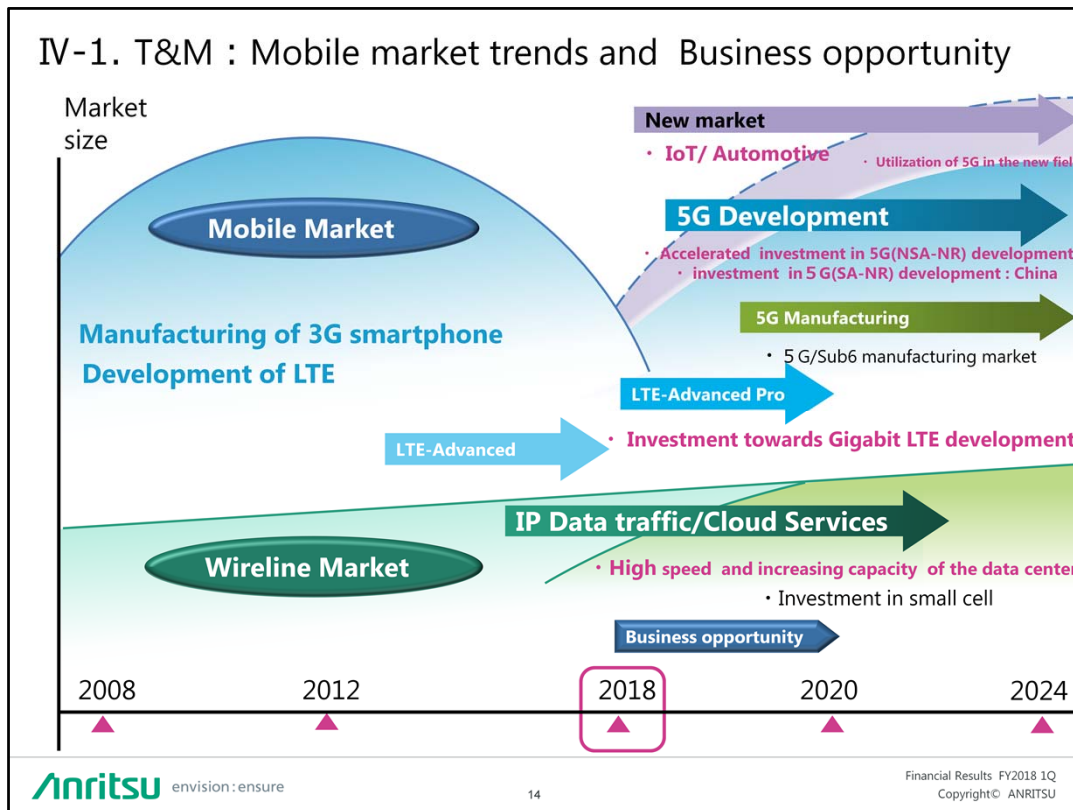 Ⅳ-1. T&M : Mobile market trends and Business opportunity
Market
size
New market
・ IoT/ Automotive
・ Utilization of 5G in the new fiel
Mobile Market
5G Development
・ Accelerated investment in 5G(NSA-NR) development
・ investment in５G(SA-NR) development : China
Manufacturing of 3G smartphone
Development of LTE
5G Manufacturing
・５G/Sub6 manufacturing market
LTE-Advanced Pro
・ Investment towards Gigabit LTE development
LTE-Advanced
IP Data traffic/Cloud Services
Wireline Market
・High speed and increasing capacity of the data center
・Investment in small cell
Business opportunity
2008
2012
2018
2020
2024
Anritsu envision : ensure
14
Financial Results FY2018 1Q
Copyright© ANRITSU